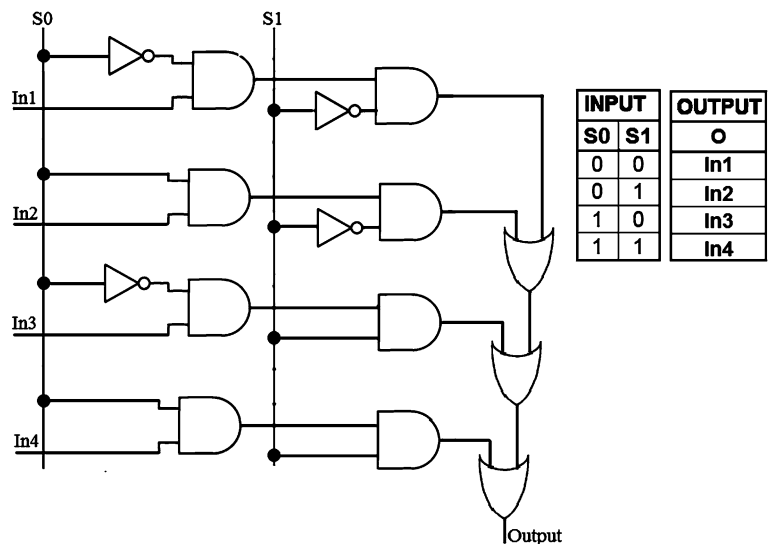 S0 S1
In1
In2
In3
In4
Output
INPUT OUTPUT
S0 S1 O
0 0 In1
0 1 In2
1 0 In3
1 1 In4